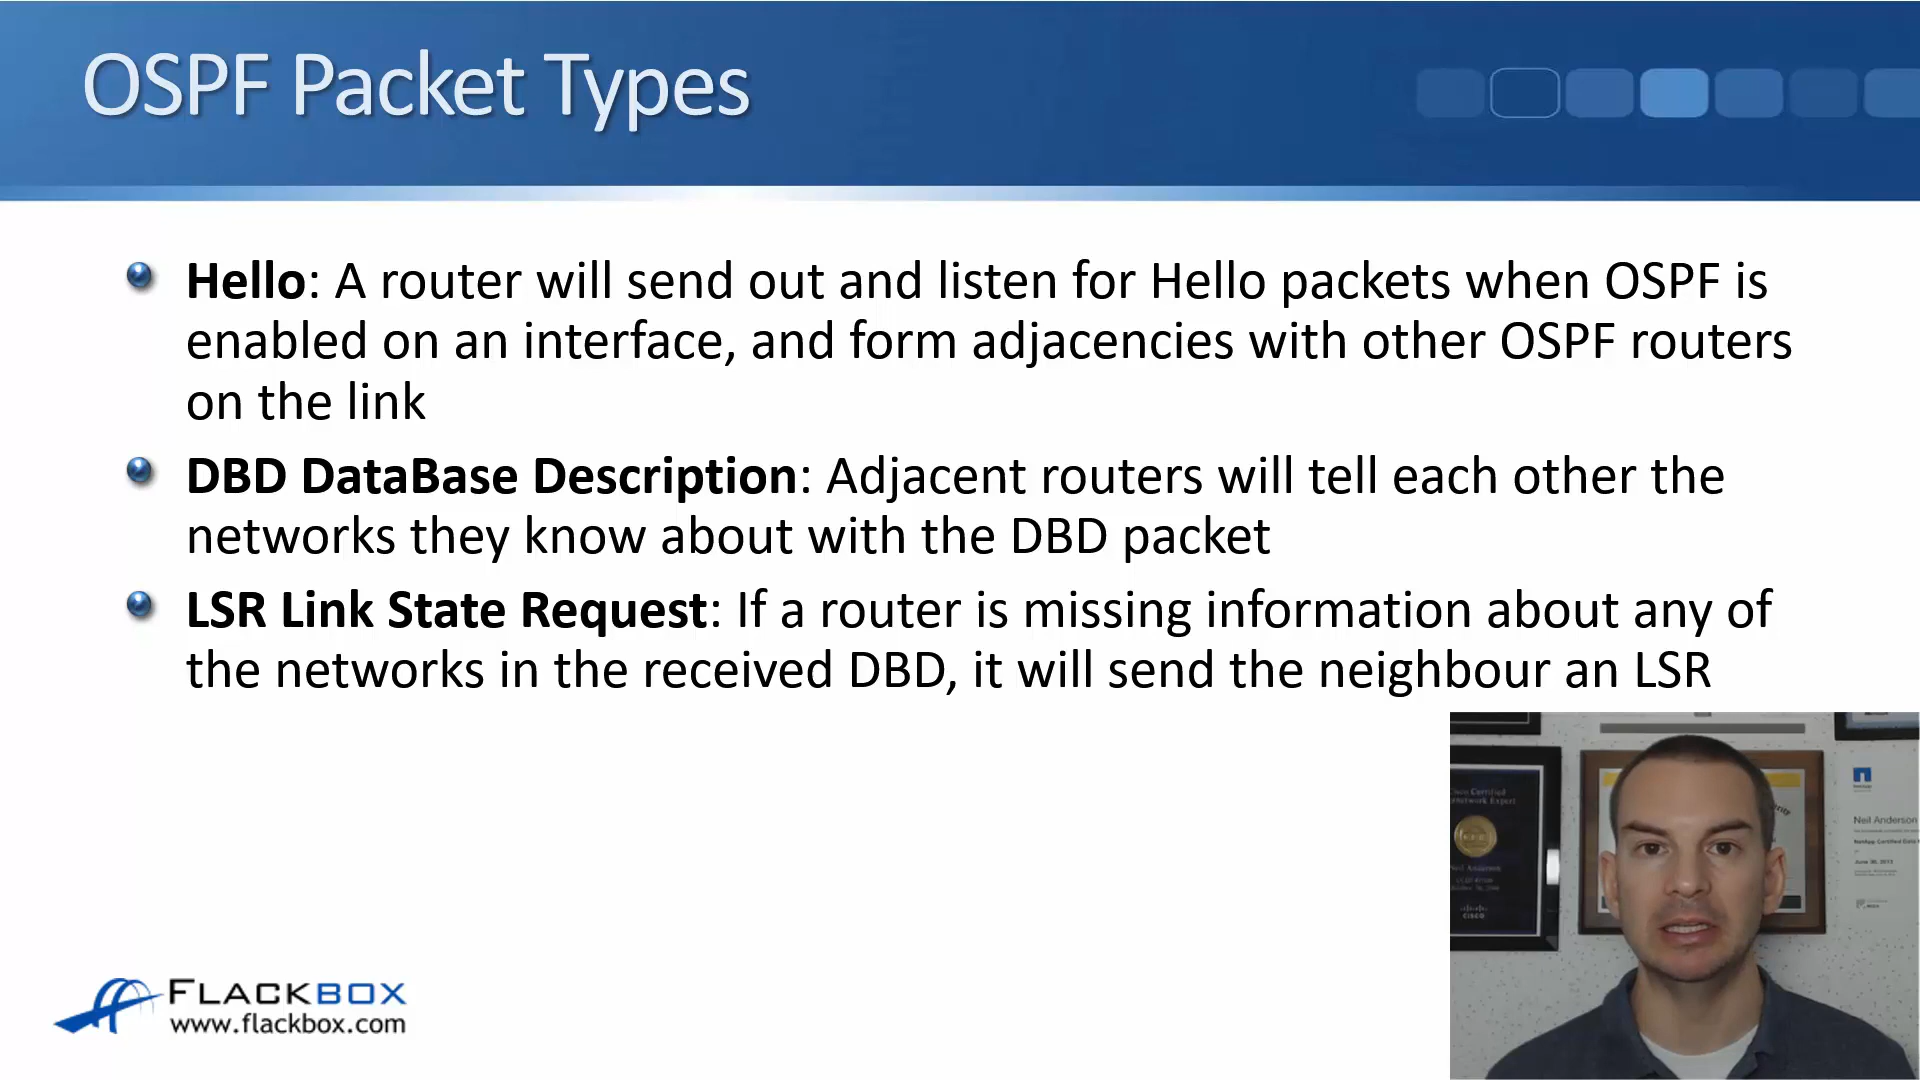 OSPF Packet Types
Hello: A router will send out and listen for Hello packets when OSPF is
enabled on an interface, and form adjacencies with other OSPF routers
on the link
DBD DataBase Description: Adjacent routers will tell each other the
networks they know about with the DBD packet
LSR Link State Request: If a router is missing information about any of
the networks in the received DBD, it will send the neighbour an LSR
Neil Anderson
June 30, 2013
CISCO
FLACKBOX
www.flackbox.com